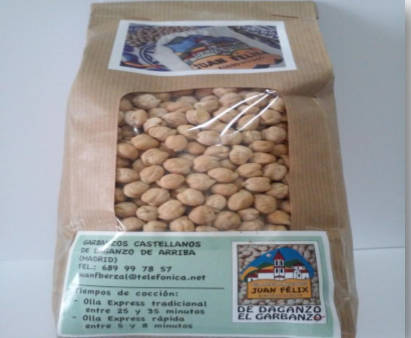 JUAN FÉLIX
GARBANZOS CASTELLANOS
DE DAGANZO DE ARRIBA
(MADRID)
TEL.: 689 99 78 57
juanfberzal@telefonica.net
Tiempos de cocción:
- Olla Express tradicional
entre 25 y 35 minutos
- Olla Express rápida
entre 5 y 8 minutos
JUAN FÉLIX
DE DAGANZO
EL GARBANZO